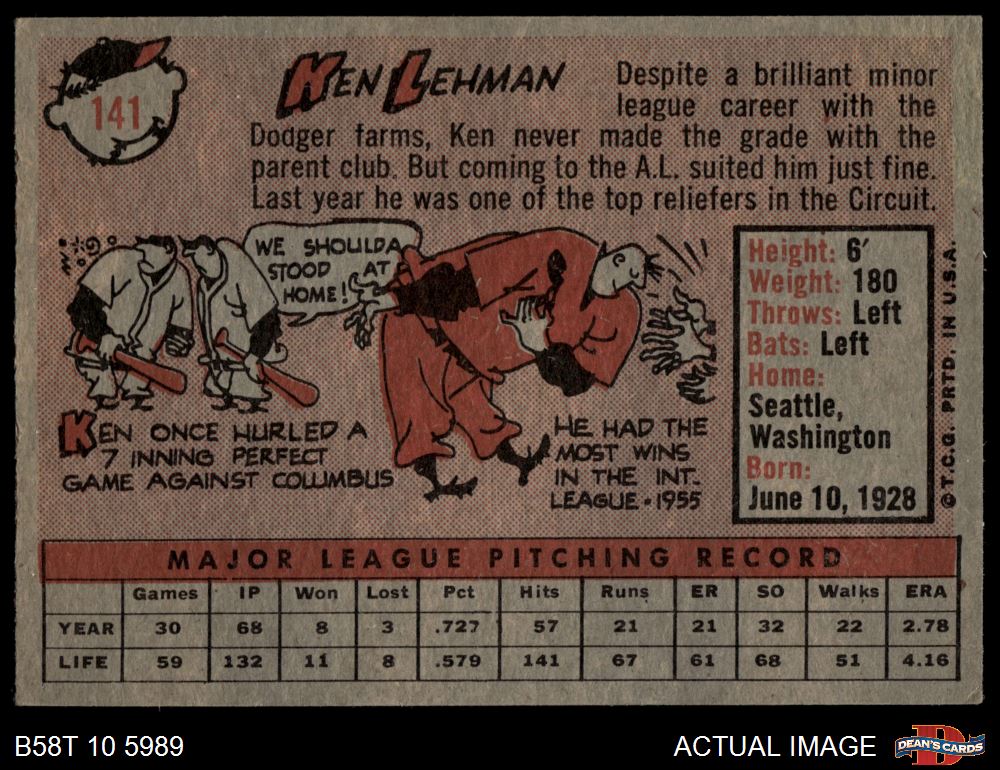 141
KEN LEHMAN
Despite a brilliant minor
league career with the
Dodger farms, Ken never made the grade with the
parent club. But coming to the A.L. suited him just fine.
Last year he was one of the top reliefers in the Circuit.
WE SHOULDA
STOOD AT
HOME!
KEN ONCE HURLED A
7 INNING PERFECT
GAME AGAINST COLUMBUS
HE HAD THE
MOST WINS
IN THE INT.
LEAGUE • 1955
Height: 6'
Weight: 180
Throws: Left
Bats: Left
Home:
Seattle,
Washington
Born:
June 10, 1928
© T.C.G. PRTD. IN U.S.A.
MAJOR LEAGUE PITCHING RECORD
Games IP Won Lost Pct Hits Runs ER SO Walks ERA
YEAR 30 68 8 3 .727 57 21 21 32 22 2.78
LIFE 59 132 11 8 .579 141 67 61 68 51 4.16
B58T 10 5989
ACTUAL IMAGE
DEAN'S CARDS